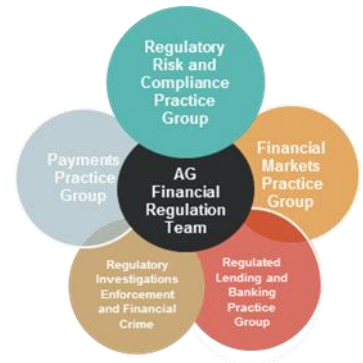 Regulatory
Risk and
Compliance
Practice
Group
Payments
Practice
Group
AG
Financial
Regulation
Team
Financial
Markets
Practice
Group
Regulatory
Investigations
Enforcement
and Financial
Crime
Regulated
Lending and
Banking
Practice
Group